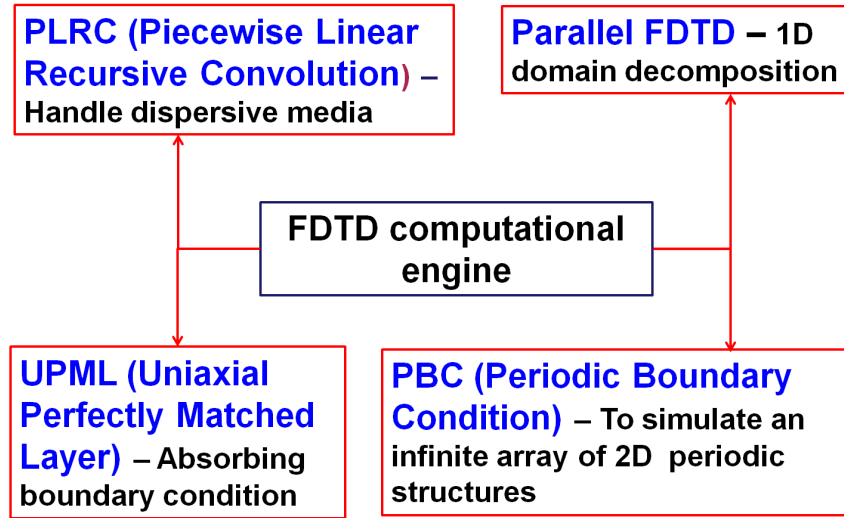 PLRC (Piecewise Linear
Recursive Convolution) –
Handle dispersive media
Parallel FDTD – 1D
domain decomposition
FDTD computational
engine
UPML (Uniaxial
Perfectly Matched
Layer) – Absorbing
boundary condition
PBC (Periodic Boundary
Condition) – To simulate an
infinite array of 2D periodic
structures